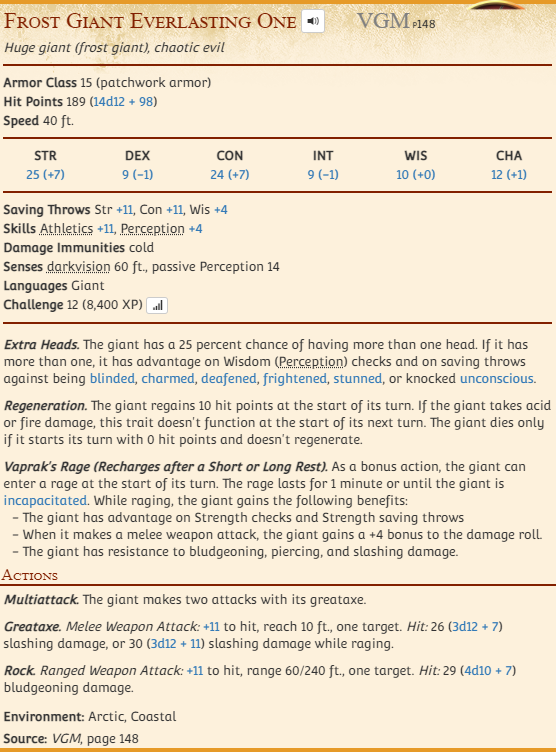 Frost Giant Everlasting One VGM p148
Huge giant (frost giant), chaotic evil
Armor Class 15 (patchwork armor)
Hit Points 189 (14d12 + 98)
Speed 40 ft.
STR DEX CON INT WIS CHA
25 (+7) 9 (−1) 24 (+7) 9 (−1) 10 (+0) 12 (+1)
Saving Throws Str +11, Con +11, Wis +4
Skills Athletics +11, Perception +4
Damage Immunities cold
Senses darkvision 60 ft., passive Perception 14
Languages Giant
Challenge 12 (8,400 XP)
Extra Heads. The giant has a 25 percent chance of having more than one head. If it has
more than one, it has advantage on Wisdom (Perception) checks and on saving throws
against being blinded, charmed, deafened, frightened, stunned, or knocked unconscious.
Regeneration. The giant regains 10 hit points at the start of its turn. If the giant takes acid
or fire damage, this trait doesn't function at the start of its next turn. The giant dies only
if it starts its turn with 0 hit points and doesn't regenerate.
Vaprak's Rage (Recharges after a Short or Long Rest). As a bonus action, the giant can
enter a rage at the start of its turn. The rage lasts for 1 minute or until the giant is
incapacitated. While raging, the giant gains the following benefits:
– The giant has advantage on Strength checks and Strength saving throws
– When it makes a melee weapon attack, the giant gains a +4 bonus to the damage roll.
– The giant has resistance to bludgeoning, piercing, and slashing damage.
Actions
Multiattack. The giant makes two attacks with its greataxe.
Greataxe. Melee Weapon Attack: +11 to hit, reach 10 ft., one target. Hit: 26 (3d12 + 7)
slashing damage, or 30 (3d12 + 11) slashing damage while raging.
Rock. Ranged Weapon Attack: +11 to hit, range 60/240 ft., one target. Hit: 29 (4d10 + 7)
bludgeoning damage.
Environment: Arctic, Coastal
Source: VGM, page 148